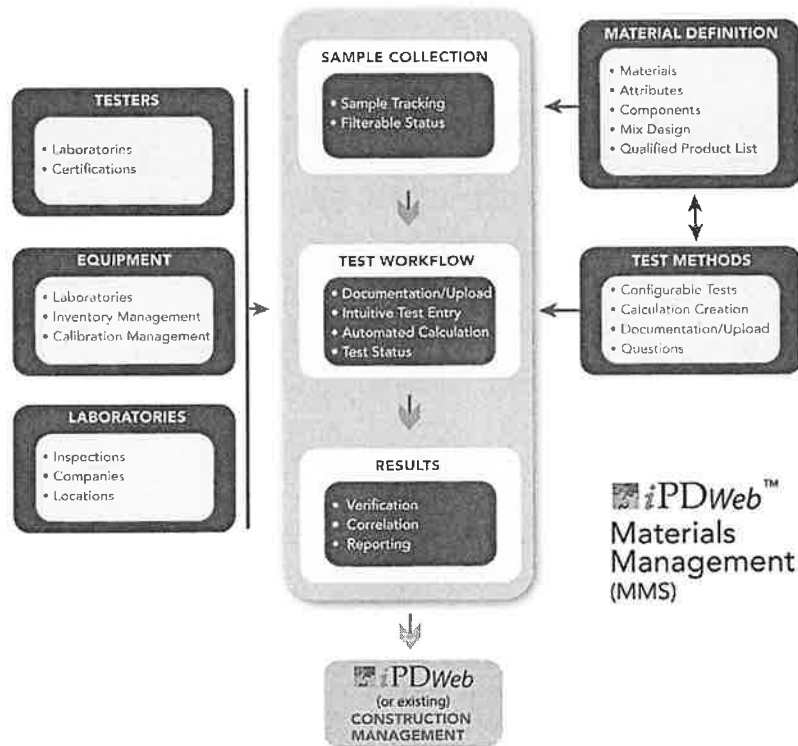 SAMPLE COLLECTION
• Sample Tracking
• Filterable Status
MATERIAL DEFINITION
• Materials
• Attributes
• Components
• Mix Design
• Qualified Product List
TESTERS
• Laboratories
• Certifications
EQUIPMENT
• Laboratories
• Inventory Management
• Calibration Management
TEST WORKFLOW
• Documentation/Upload
• Intuitive Test Entry
• Automated Calculation
• Test Status
TEST METHODS
• Configurable Tests
• Calculation Creation
• Documentation/Upload
• Questions
LABORATORIES
• Inspections
• Companies
• Locations
RESULTS
• Verification
• Correlation
• Reporting
iPDWeb™
Materials
Management
(MMS)
iPDWeb
(or existing)
CONSTRUCTION
MANAGEMENT